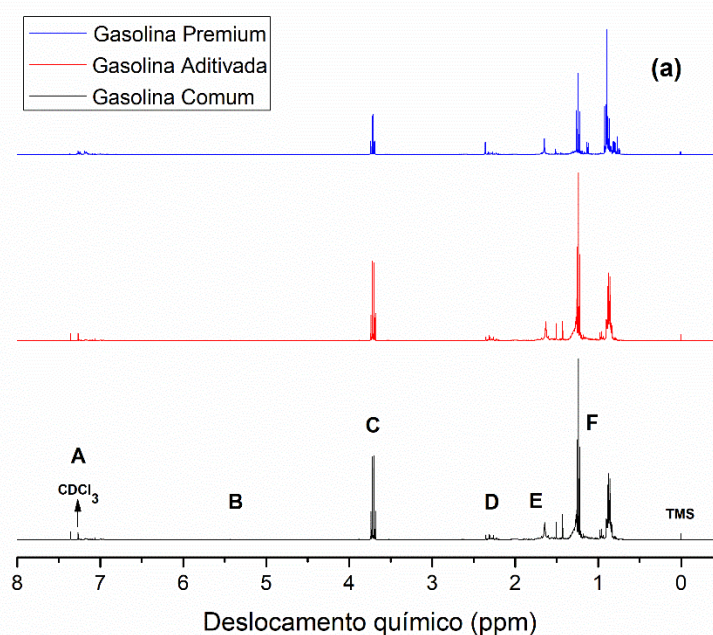 Gasolina Premium
Gasolina Aditivada
Gasolina Comum
(a)
A
CDCl₃
B
C
D
E
F
TMS
8 7 6 5 4 3 2 1 0
Deslocamento químico (ppm)